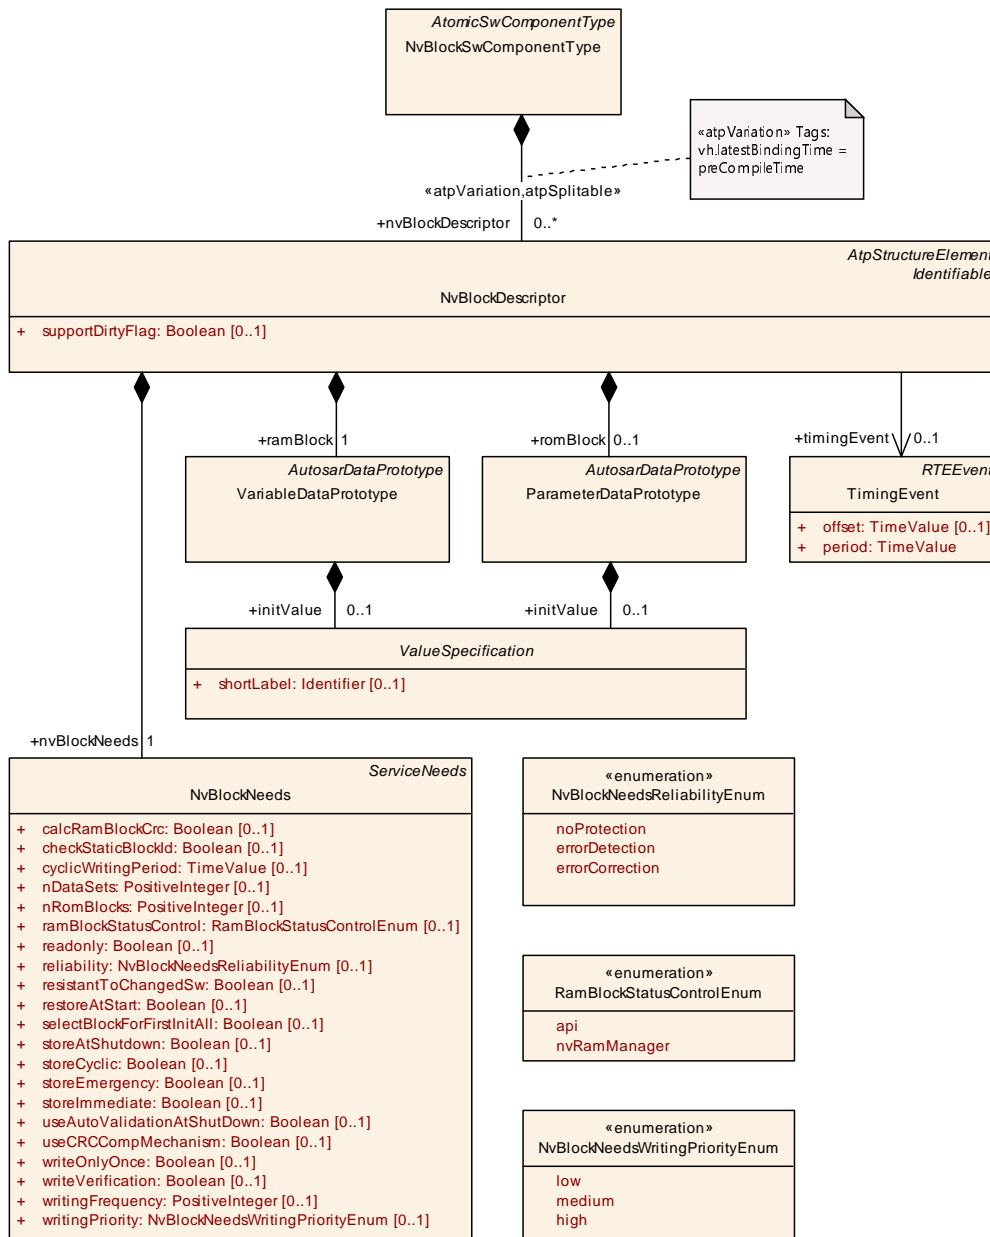 AtomicSwComponentType
NvBlockSwComponentType
«atpVariation» Tags:
vh.latestBindingTime =
preCompileTime
«atpVariation,atpSplitable»
+nvBlockDescriptor 0..*
AtpStructureElement
Identifiable
NvBlockDescriptor
+ supportDirtyFlag: Boolean [0..1]
+ramBlock 1
+romBlock 0..1
+timingEvent 0..1
AutosarDataPrototype
VariableDataPrototype
AutosarDataPrototype
ParameterDataPrototype
RTEEvent
TimingEvent
+ offset: TimeValue [0..1]
+ period: TimeValue
+initValue 0..1
+initValue 0..1
ValueSpecification
+ shortLabel: Identifier [0..1]
+nvBlockNeeds 1
ServiceNeeds
NvBlockNeeds
+ calcRamBlockCrc: Boolean [0..1]
+ checkStaticBlockId: Boolean [0..1]
+ cyclicWritingPeriod: TimeValue [0..1]
+ nDataSets: PositiveInteger [0..1]
+ nRomBlocks: PositiveInteger [0..1]
+ ramBlockStatusControl: RamBlockStatusControlEnum [0..1]
+ readonly: Boolean [0..1]
+ reliability: NvBlockNeedsReliabilityEnum [0..1]
+ resistantToChangedSw: Boolean [0..1]
+ restoreAtStart: Boolean [0..1]
+ selectBlockForFirstInitAll: Boolean [0..1]
+ storeAtShutdown: Boolean [0..1]
+ storeCyclic: Boolean [0..1]
+ storeEmergency: Boolean [0..1]
+ storeImmediate: Boolean [0..1]
+ useAutoValidationAtShutDown: Boolean [0..1]
+ useCRCCompMechanism: Boolean [0..1]
+ writeOnlyOnce: Boolean [0..1]
+ writeVerification: Boolean [0..1]
+ writingFrequency: PositiveInteger [0..1]
+ writingPriority: NvBlockNeedsWritingPriorityEnum [0..1]
«enumeration»
NvBlockNeedsReliabilityEnum
noProtection
errorDetection
errorCorrection
«enumeration»
RamBlockStatusControlEnum
api
nvRamManager
«enumeration»
NvBlockNeedsWritingPriorityEnum
low
medium
high